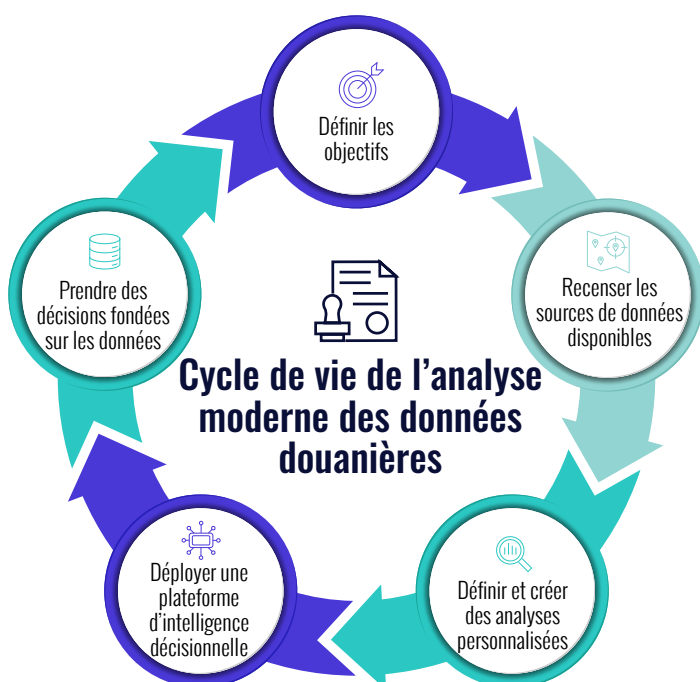 Définir les
objectifs
Recenser les
sources de données
disponibles
Définir et créer
des analyses
personnalisées
Déployer une
plateforme
d'intelligence
décisionnelle
Prendre des
décisions fondées
sur les données
Cycle de vie de l'analyse
moderne des données
douanières